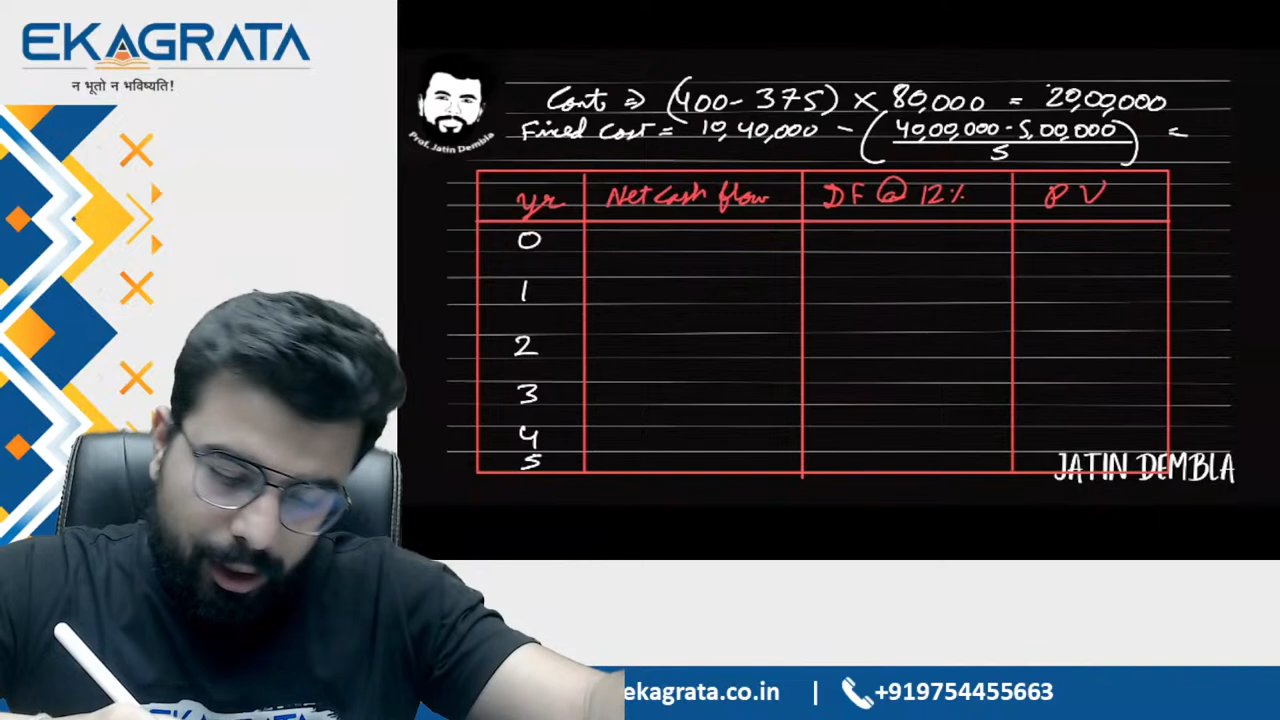 EKAGRATA
न भूतो न भविष्यति!
Prof. Jatin Dembla
Cont ⇒ (400 - 375) × 80,000 = 20,00,000
Fixed Cost = 10,40,000 - (40,00,000 - 5,00,000 / 5) =
yr Net Cash flow DF @ 12% PV
0
1
2
3
4
5
JATIN DEMBLA
EKAGRATA
ekagrata.co.in | +919754455663